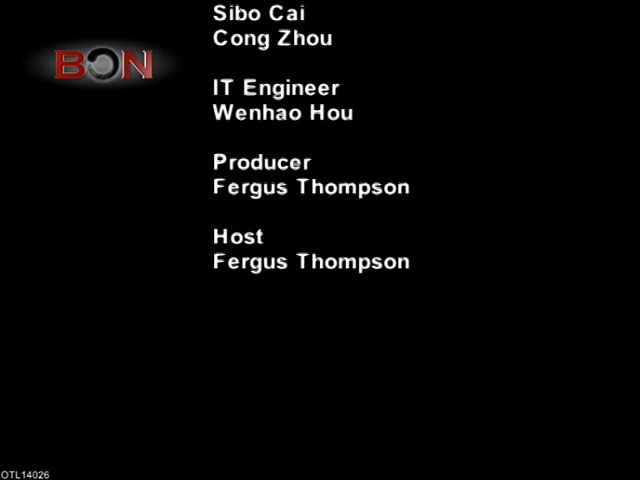 Sibo Cai
Cong Zhou
BON
IT Engineer
Wenhao Hou
Producer
Fergus Thompson
Host
Fergus Thompson
OTL14026